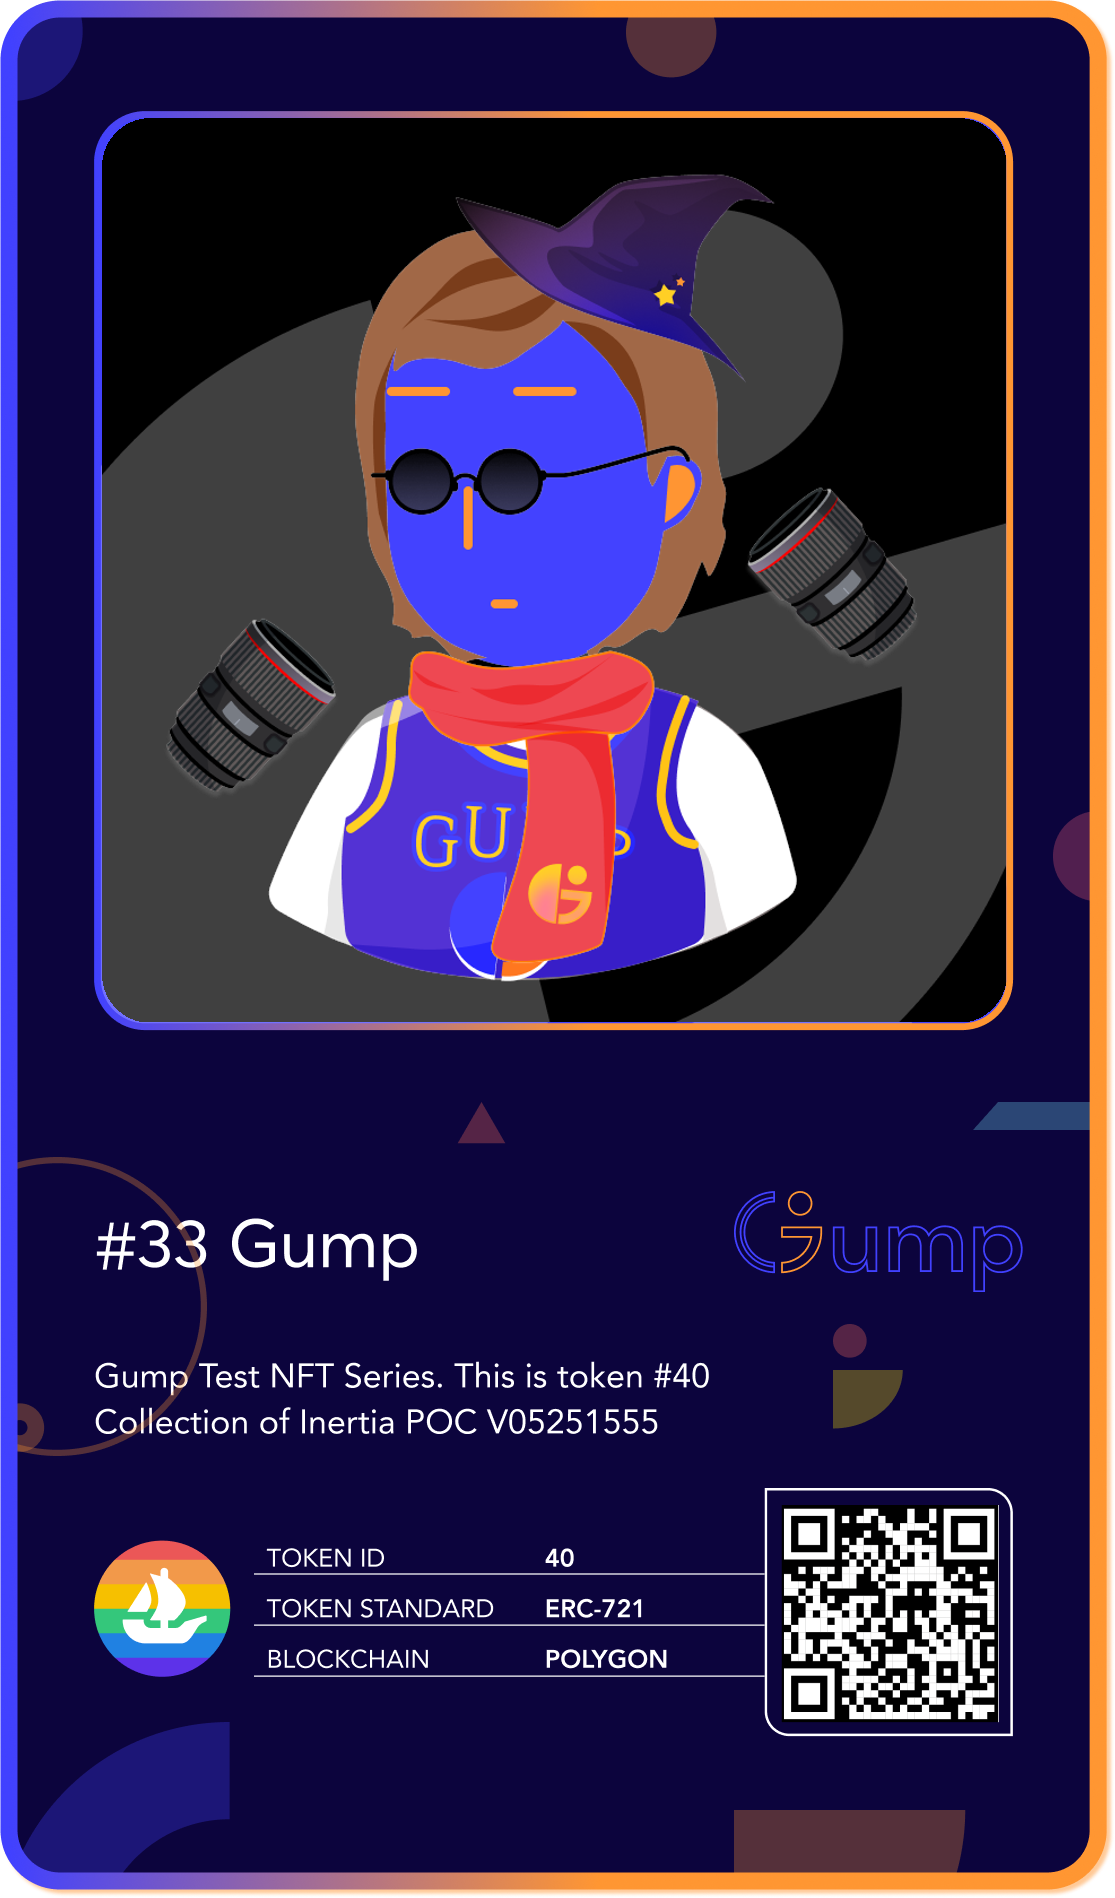 GU
#33 Gump
Gump
Gump Test NFT Series. This is token #40
Collection of Inertia POC V05251555
TOKEN ID 40
TOKEN STANDARD ERC-721
BLOCKCHAIN POLYGON